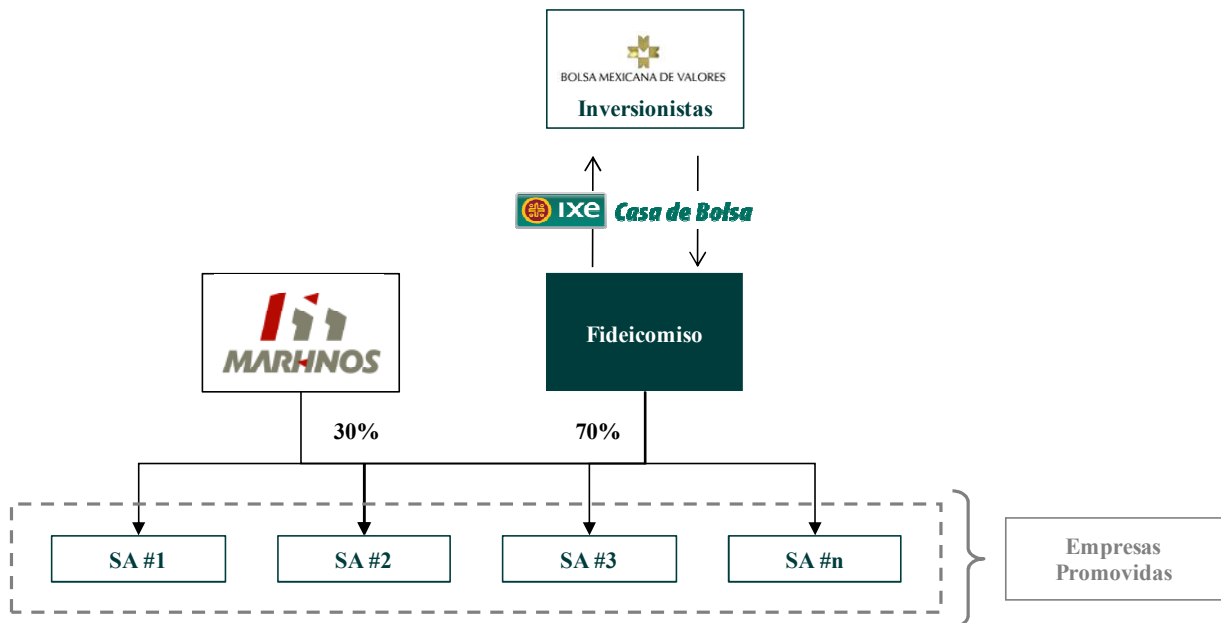 BOLSA MEXICANA DE VALORES
Inversionistas
ixe Casa de Bolsa
MARHNOS
Fideicomiso
30%
70%
SA #1
SA #2
SA #3
SA #n
Empresas
Promovidas